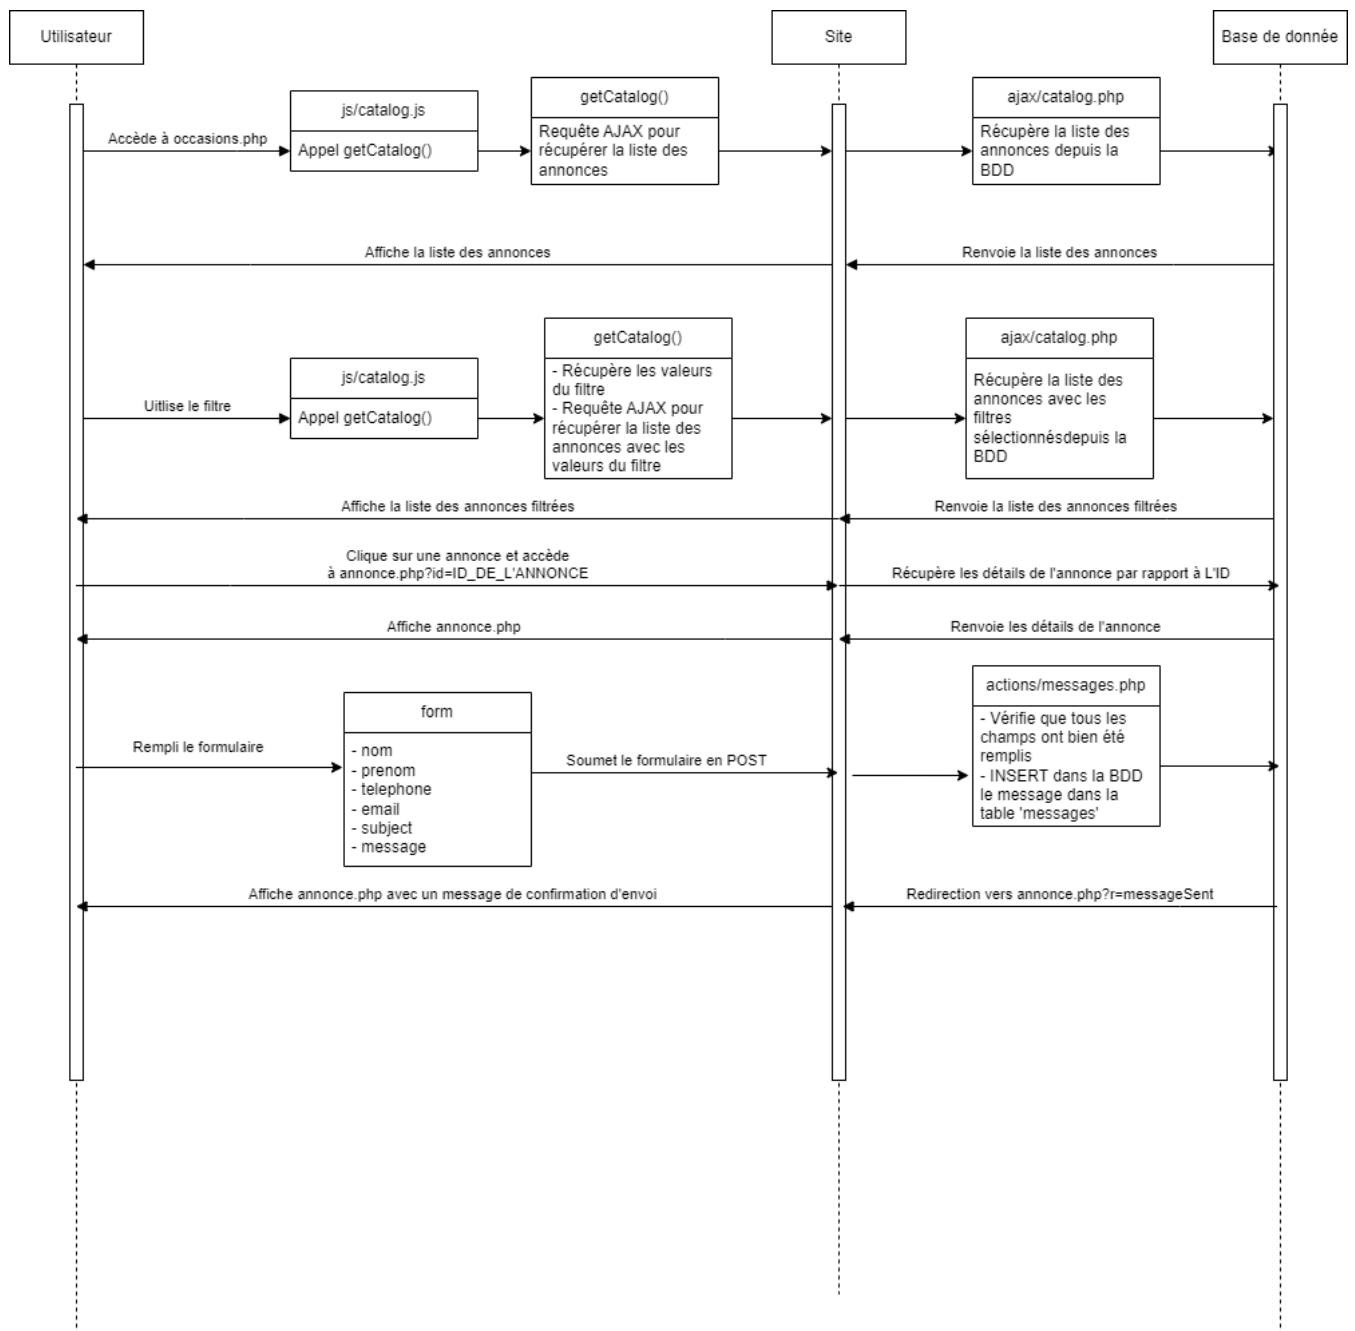 Utilisateur
Site
Base de donnée
Accède à occasions.php
js/catalog.js
Appel getCatalog()
getCatalog()
Requête AJAX pour
récupérer la liste des
annonces
ajax/catalog.php
Récupère la liste des
annonces depuis la
BDD
Affiche la liste des annonces
Renvoie la liste des annonces
Uitlise le filtre
js/catalog.js
Appel getCatalog()
getCatalog()
- Récupère les valeurs
du filtre
- Requête AJAX pour
récupérer la liste des
annonces avec les
valeurs du filtre
ajax/catalog.php
Récupère la liste des
annonces avec les
filtres
sélectionnésdepuis la
BDD
Affiche la liste des annonces filtrées
Renvoie la liste des annonces filtrées
Clique sur une annonce et accède
à annonce.php?id=ID_DE_L'ANNONCE
Récupère les détails de l'annonce par rapport à L'ID
Affiche annonce.php
Renvoie les détails de l'annonce
Rempli le formulaire
form
- nom
- prenom
- telephone
- email
- subject
- message
Soumet le formulaire en POST
actions/messages.php
- Vérifie que tous les
champs ont bien été
remplis
- INSERT dans la BDD
le message dans la
table 'messages'
Affiche annonce.php avec un message de confirmation d'envoi
Redirection vers annonce.php?r=messageSent